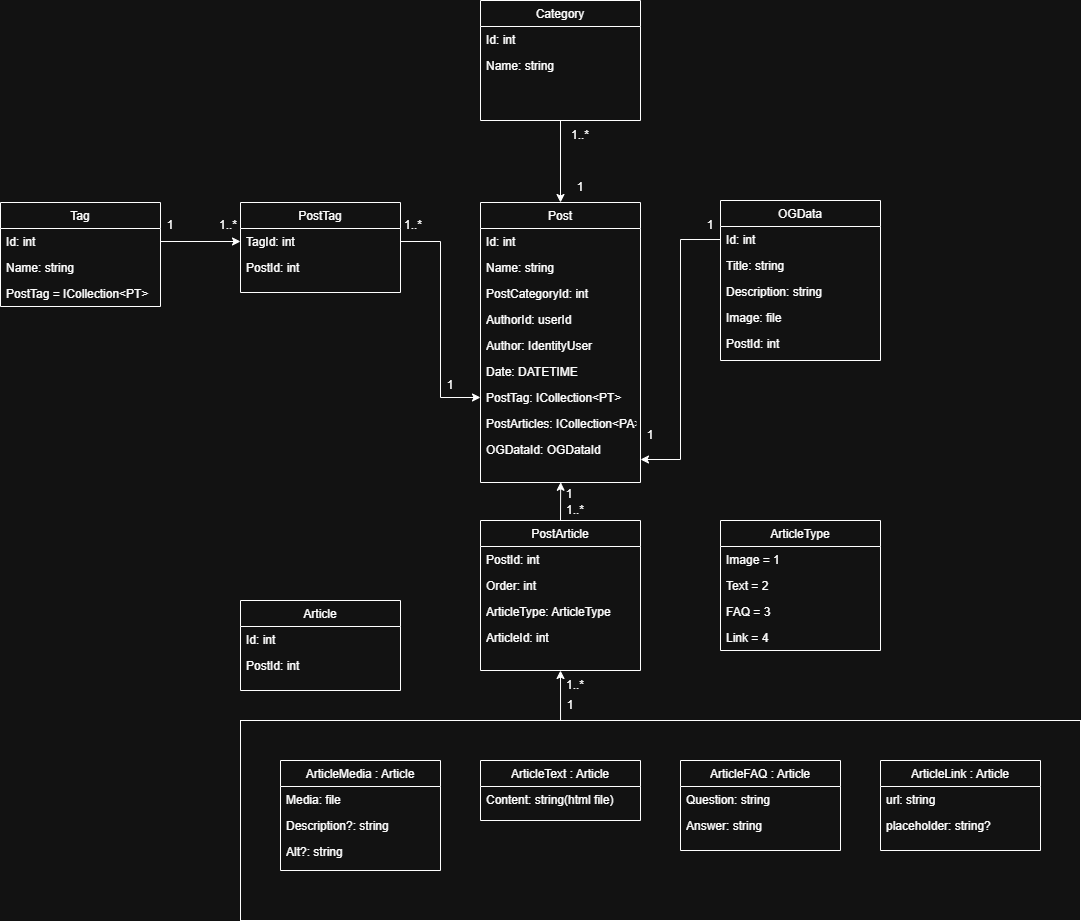 Category
Id: int
Name: string
1..*
1
Tag
Id: int
Name: string
PostTag = ICollection<PT>
1
1..*
PostTag
TagId: int
PostId: int
1..*
1
Post
Id: int
Name: string
PostCategoryId: int
AuthorId: userId
Author: IdentityUser
Date: DATETIME
PostTag: ICollection<PT>
PostArticles: ICollection<PA>
OGDataId: OGDataId
1
OGData
Id: int
Title: string
Description: string
Image: file
PostId: int
1
1
1..*
PostArticle
PostId: int
Order: int
ArticleType: ArticleType
ArticleId: int
ArticleType
Image = 1
Text = 2
FAQ = 3
Link = 4
Article
Id: int
PostId: int
1..*
1
ArticleMedia : Article
Media: file
Description?: string
Alt?: string
ArticleText : Article
Content: string(html file)
ArticleFAQ : Article
Question: string
Answer: string
ArticleLink : Article
url: string
placeholder: string?